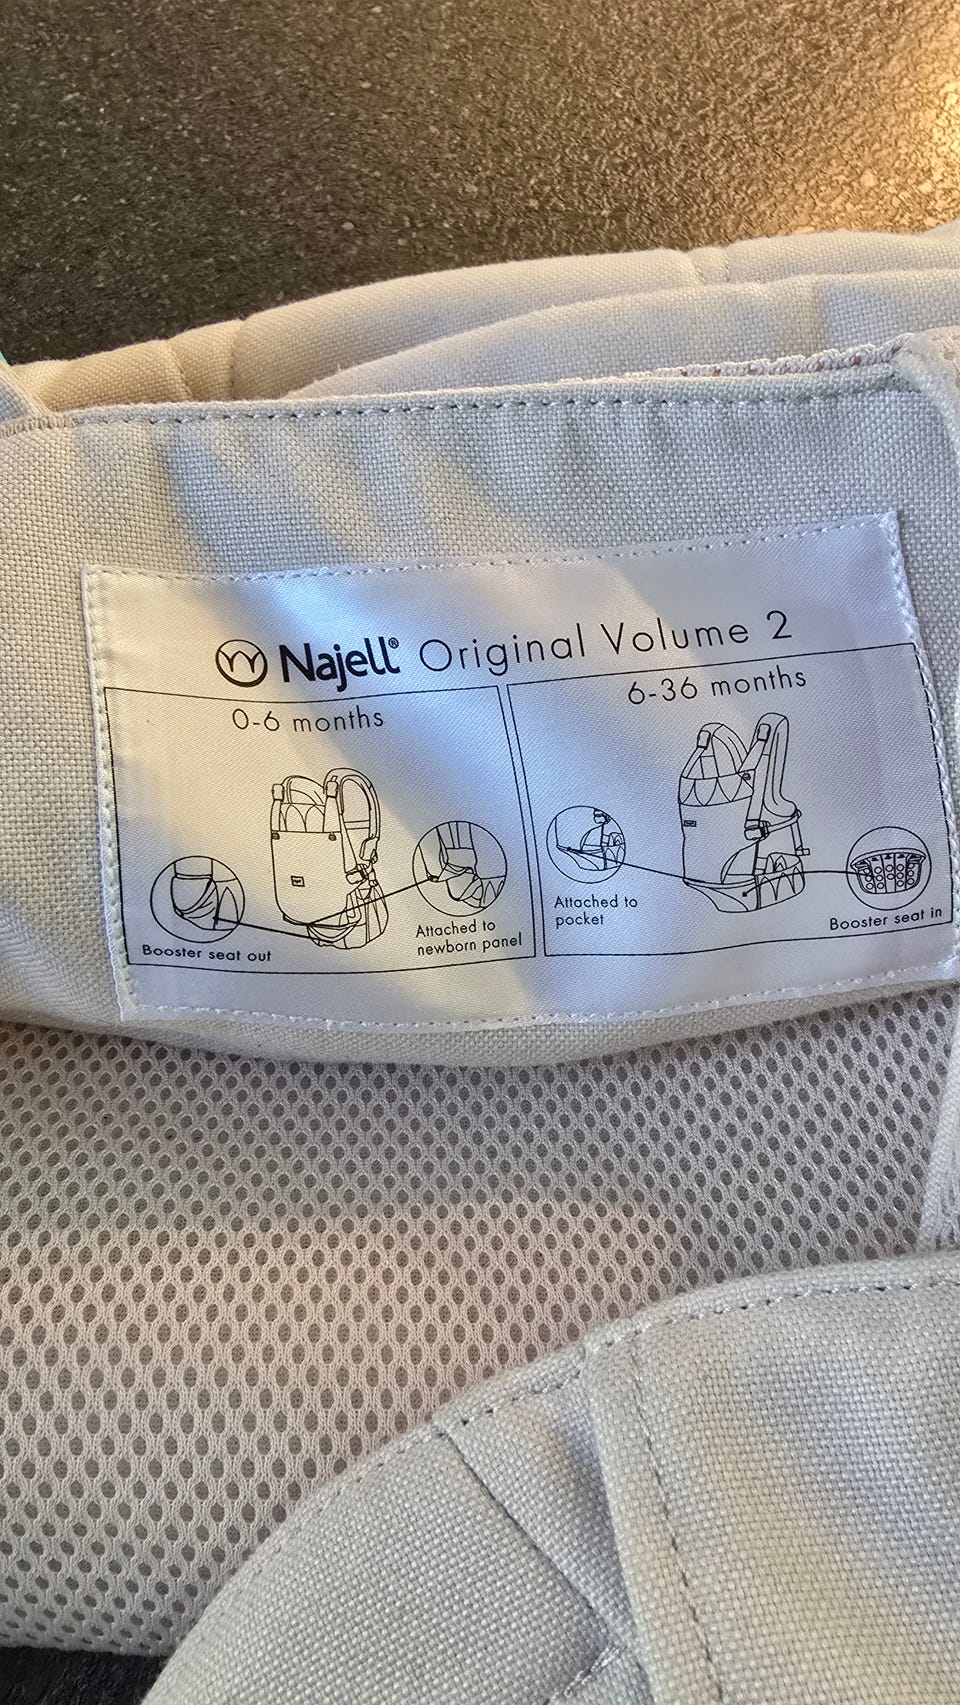 Najell® Original Volume 2
0-6 months
Booster seat out
Attached to
newborn panel
6-36 months
Attached to
pocket
Booster seat in